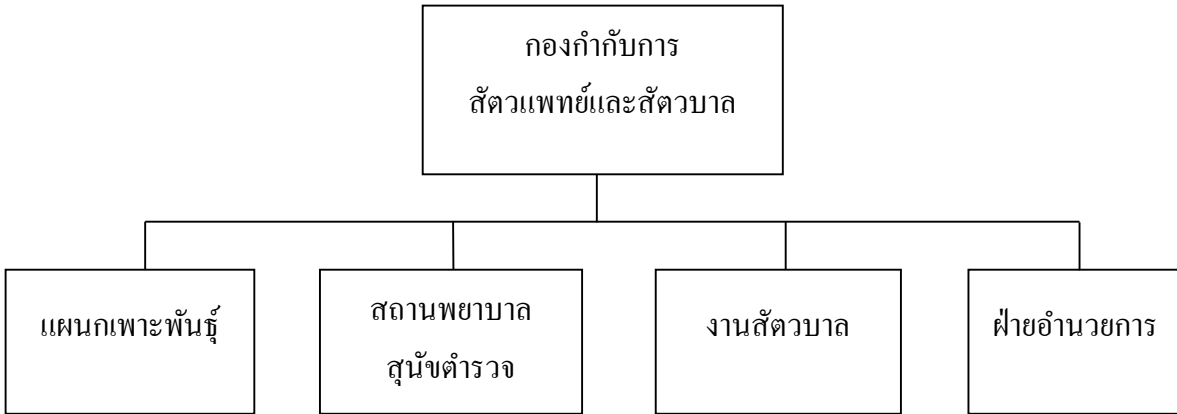 กองกำกับการ
สัตวแพทย์และสัตวบาล
แผนกเพาะพันธุ์
สถานพยาบาล
สุนัขตำรวจ
งานสัตวบาล
ฝ่ายอำนวยการ